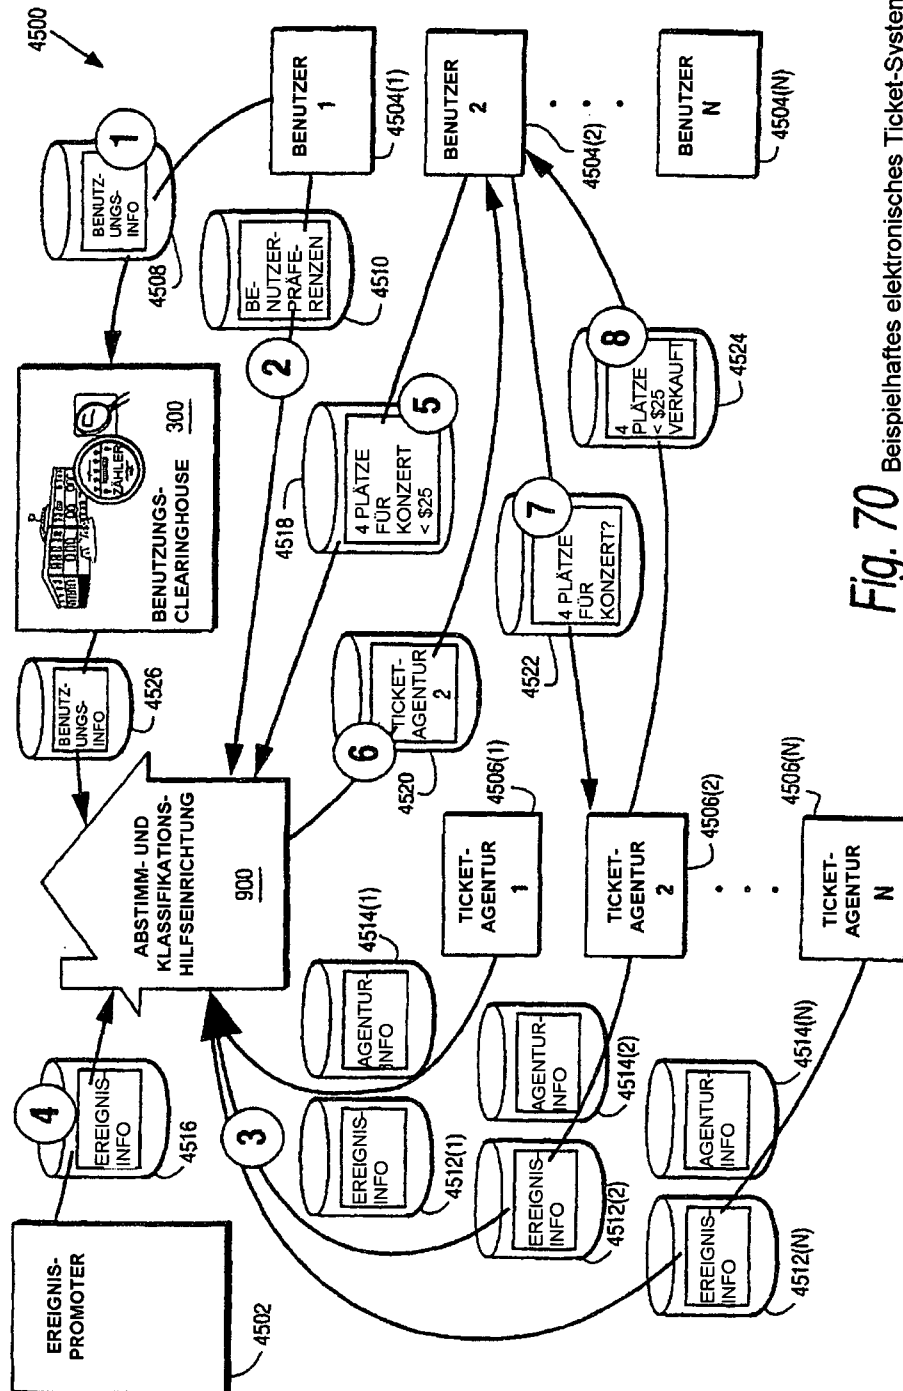 4500
EREIGNIS-
PROMOTER
4502
4
EREIGNIS-
INFO
4516
ABSTIMM- UND
KLASSIFIKATIONS-
HILFSEINRICHTUNG
900
BENUTZ-
UNGS-
INFO
4526
ZÄHLER
300
BENUTZUNGS-
CLEARINGHOUSE
1
BENUTZ-
UNGS-
INFO
4508
2
BE-
NUTZER-
PRÄFE-
RENZEN
4510
BENUTZER
1
4504(1)
3
EREIGNIS-
INFO
4512(1)
AGENTUR-
INFO
4514(1)
TICKET-
AGENTUR
1
4506(1)
6
TICKET-
AGENTUR
2
4520
5
4 PLÄTZE
FÜR
KONZERT
< $25
4518
BENUTZER
2
4504(2)
EREIGNIS-
INFO
4512(2)
AGENTUR-
INFO
4514(2)
TICKET-
AGENTUR
2
4506(2)
7
4 PLÄTZE
FÜR
KONZERT?
4522
8
4
PLÄTZE
< $25
VERKAUFT
4524
EREIGNIS-
INFO
4512(N)
AGENTUR-
INFO
4514(N)
TICKET-
AGENTUR
N
4506(N)
BENUTZER
N
4504(N)
Fig. 70 Beispielhaftes elektronisches Ticket-System